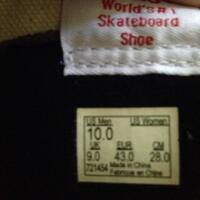 World's #1
Skateboard
Shoe
US Men US Women
10.0
UK EUR CM
9.0 43.0 28.0
721454 Made in China
Fabrique en Chine